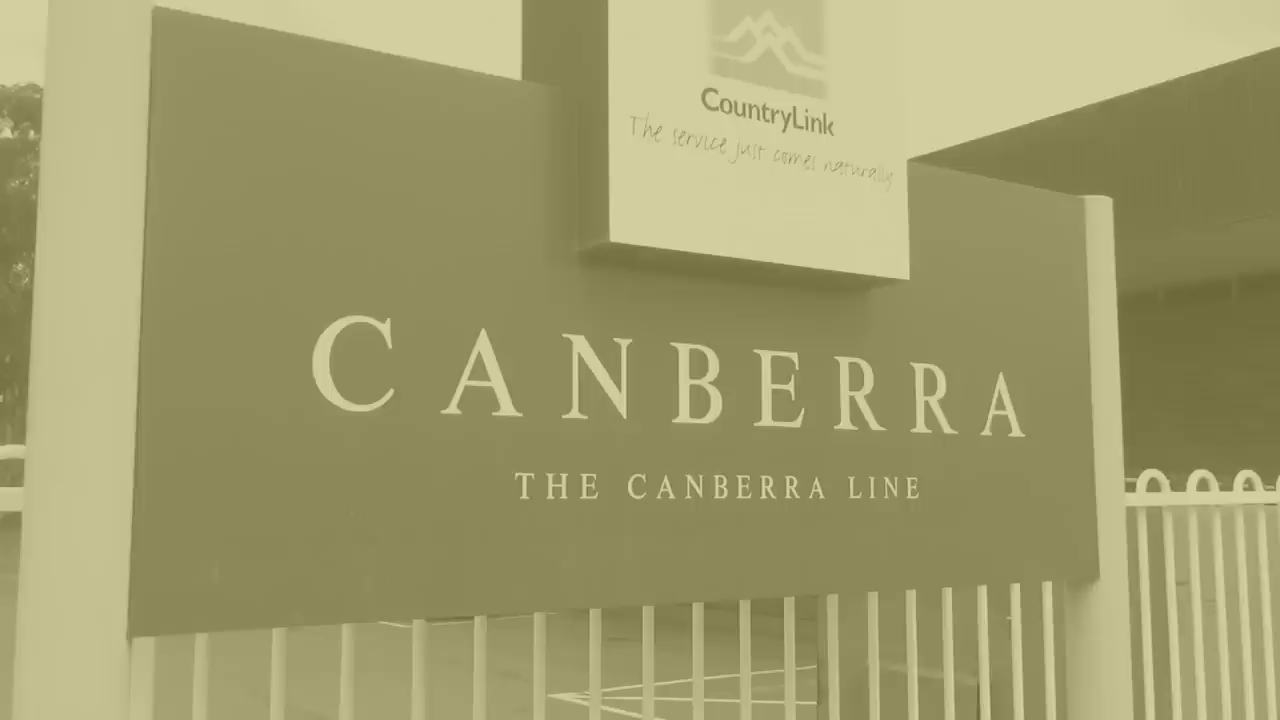 CountryLink
The service just comes naturally
CANBERRA
THE CANBERRA LINE